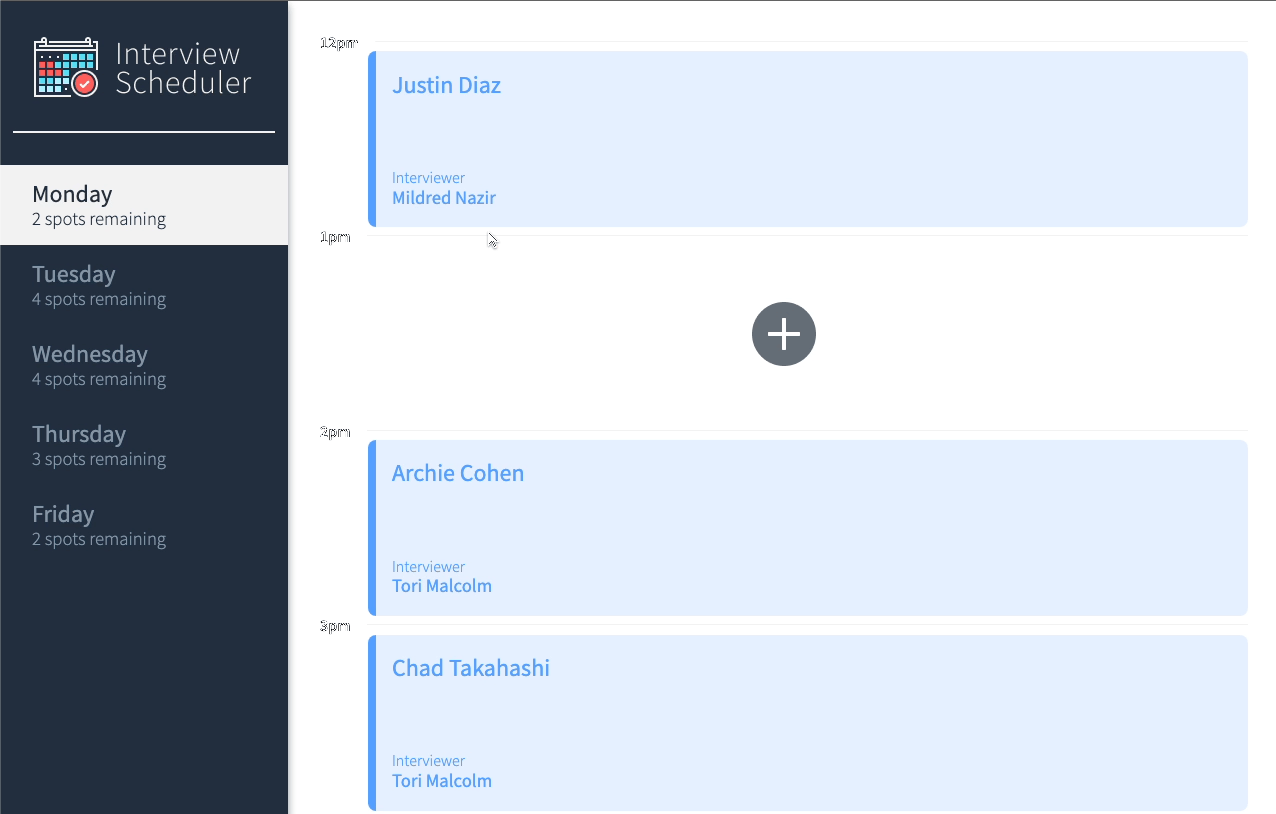 Interview
Scheduler
Monday
2 spots remaining
Tuesday
4 spots remaining
Wednesday
4 spots remaining
Thursday
3 spots remaining
Friday
2 spots remaining
12pm
Justin Diaz
Interviewer
Mildred Nazir
1pm
2pm
Archie Cohen
Interviewer
Tori Malcolm
3pm
Chad Takahashi
Interviewer
Tori Malcolm